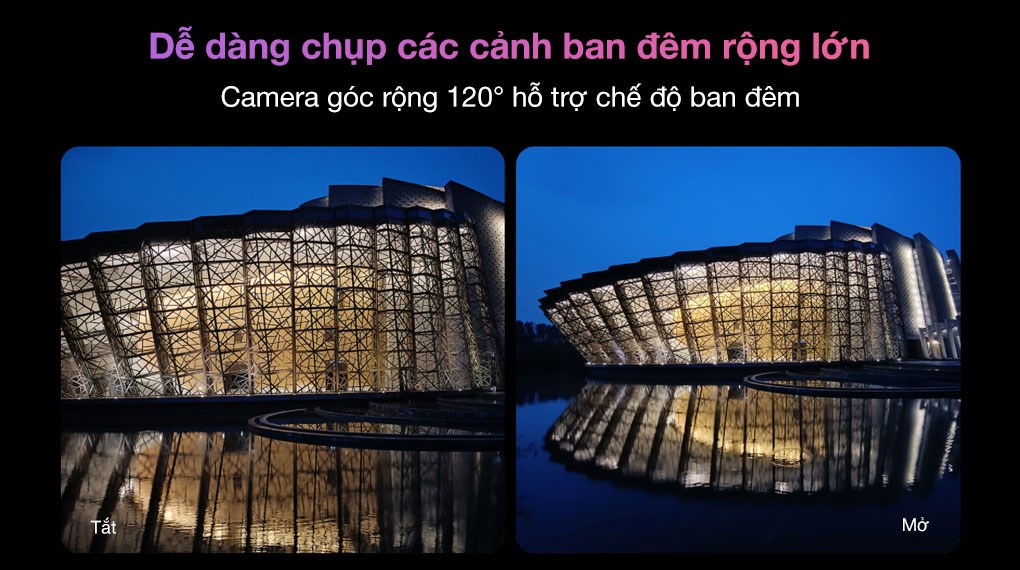 Dễ dàng chụp các cảnh ban đêm rộng lớn
Camera góc rộng 120° hỗ trợ chế độ ban đêm
Tắt
Mở